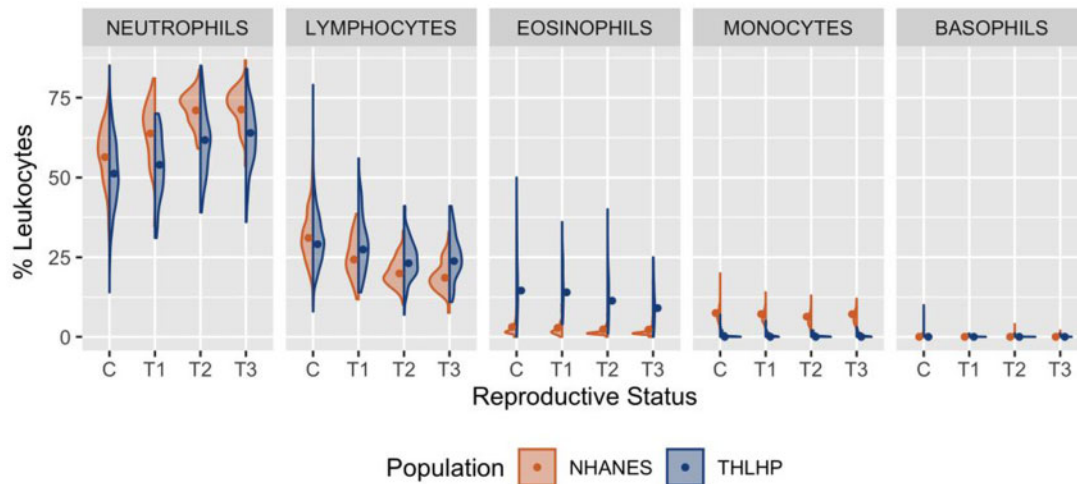 NEUTROPHILS LYMPHOCYTES EOSINOPHILS MONOCYTES BASOPHILS
% Leukocytes
75
50
25
0
C T1 T2 T3 C T1 T2 T3 C T1 T2 T3 C T1 T2 T3 C T1 T2 T3
Reproductive Status
Population NHANES THLHP